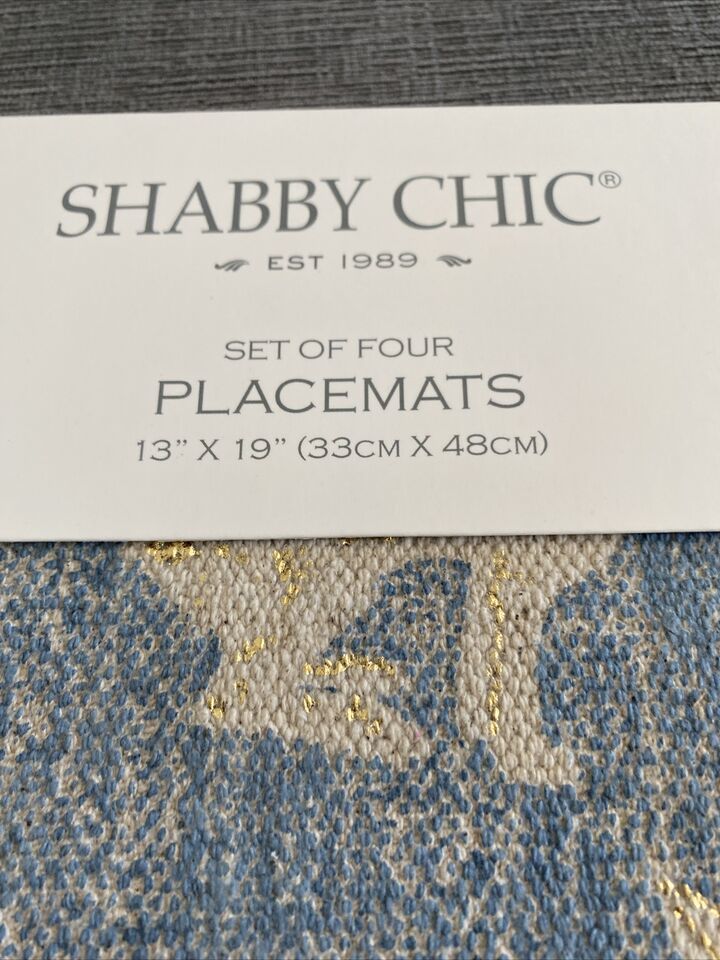 SHABBY CHIC®
EST 1989
SET OF FOUR
PLACEMATS
13” X 19” (33CM X 48CM)